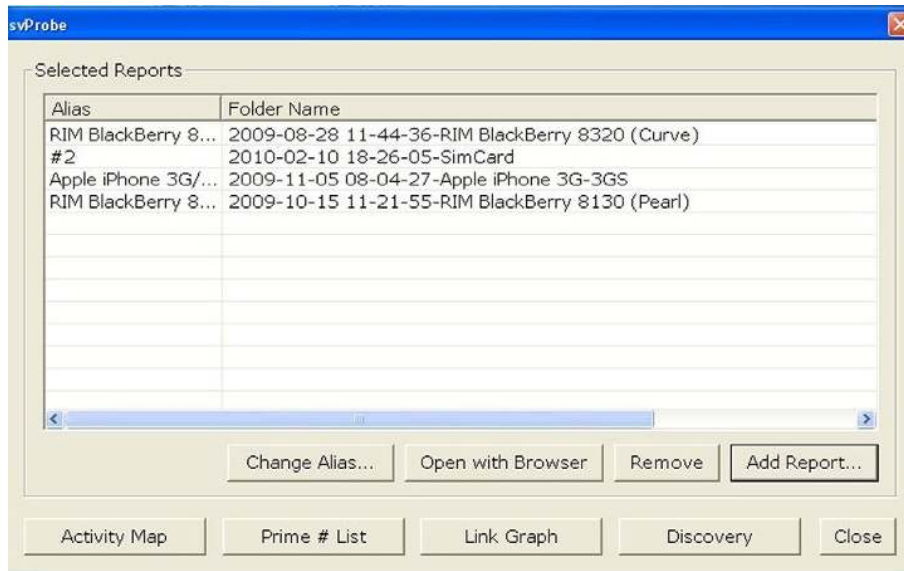 svProbe
Selected Reports
Alias Folder Name
RIM BlackBerry 8... 2009-08-28 11-44-36-RIM BlackBerry 8320 (Curve)
#2 2010-02-10 18-26-05-SimCard
Apple iPhone 3G/... 2009-11-05 08-04-27-Apple iPhone 3G-3GS
RIM BlackBerry 8... 2009-10-15 11-21-55-RIM BlackBerry 8130 (Pearl)
Change Alias... Open with Browser Remove Add Report...
Activity Map Prime # List Link Graph Discovery Close